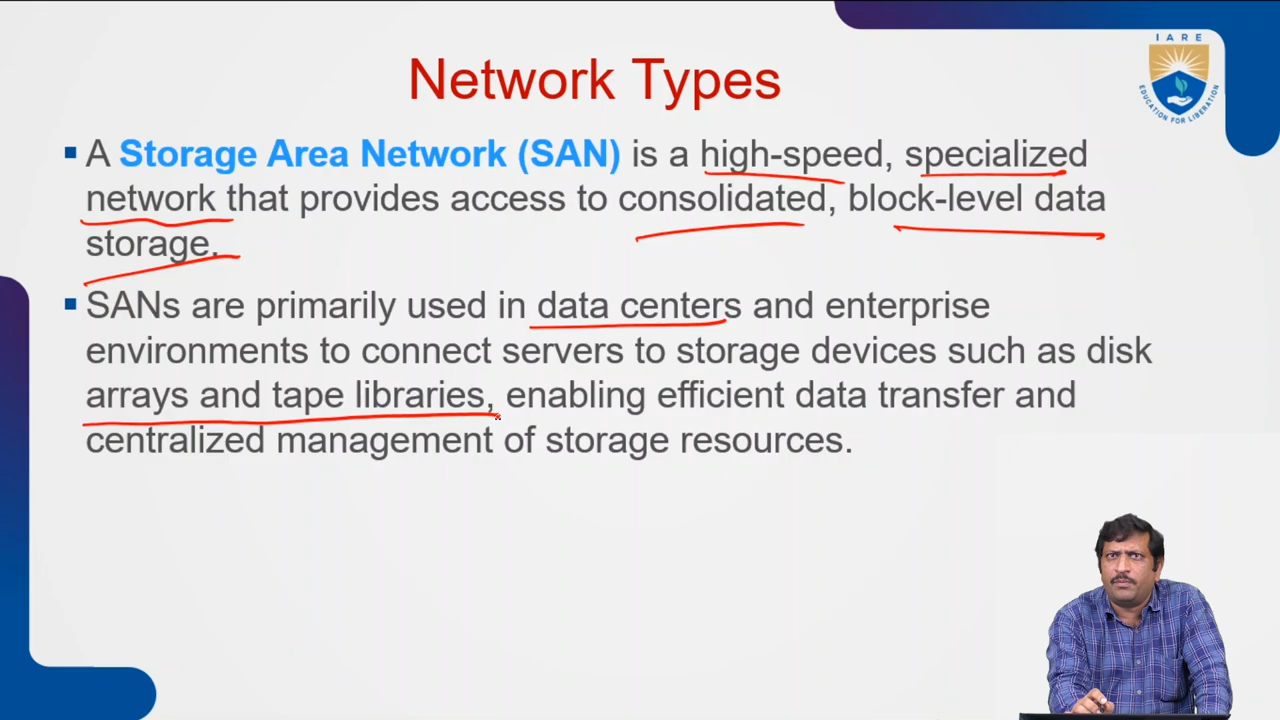 IARE
EDUCATION FOR LIBERATION
Network Types
A Storage Area Network (SAN) is a high-speed, specialized
network that provides access to consolidated, block-level data
storage.
SANs are primarily used in data centers and enterprise
environments to connect servers to storage devices such as disk
arrays and tape libraries, enabling efficient data transfer and
centralized management of storage resources.